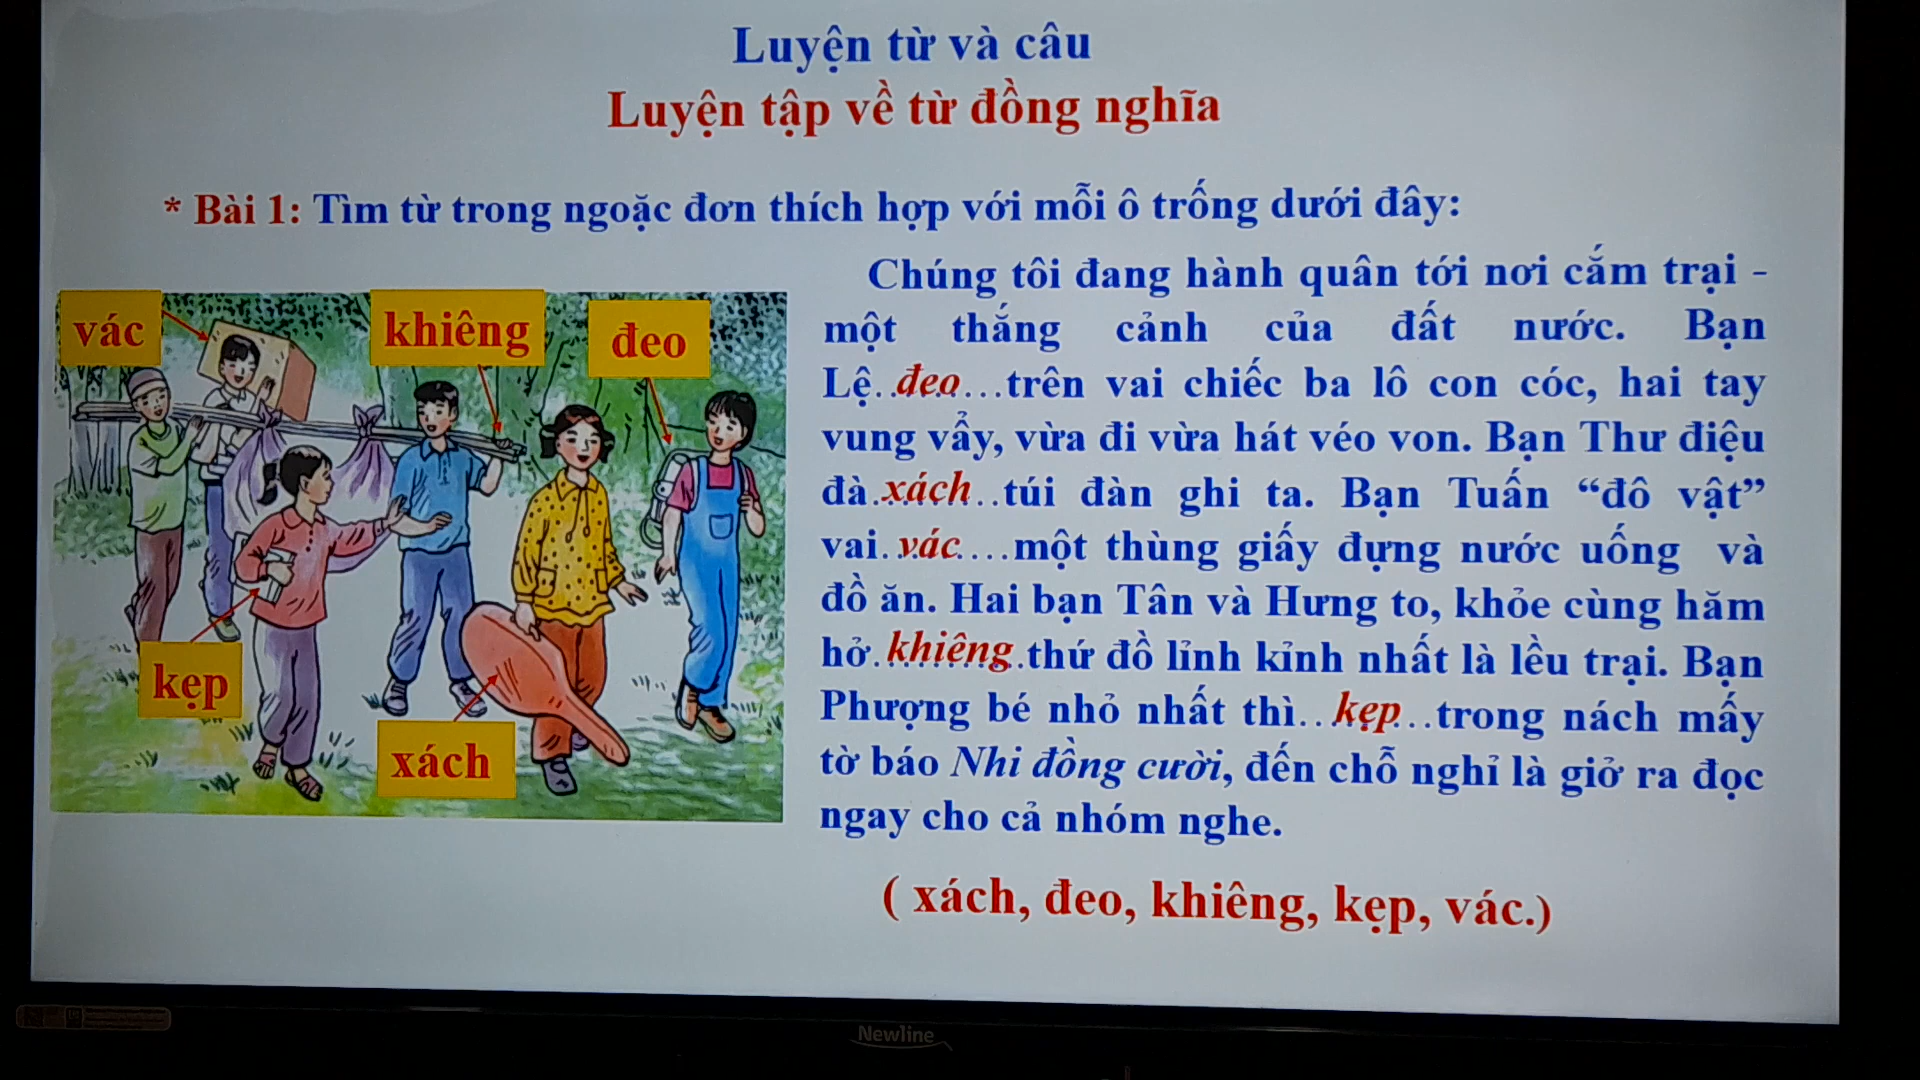 Luyện từ và câu
Luyện tập về từ đồng nghĩa
* Bài 1: Tìm từ trong ngoặc đơn thích hợp với mỗi ô trống dưới đây:
vác
khiêng
đeo
kẹp
xách
Chúng tôi đang hành quân tới nơi cắm trại -
một thắng cảnh của đất nước. Bạn
Lệ..đeo...trên vai chiếc ba lô con cóc, hai tay
vung vẩy, vừa đi vừa hát véo von. Bạn Thư điệu
đà.xách..túi đàn ghi ta. Bạn Tuấn “đô vật”
vai..vác....một thùng giấy đựng nước uống và
đồ ăn. Hai bạn Tân và Hưng to, khỏe cùng hăm
hở.khiêng.thứ đồ lỉnh kỉnh nhất là lều trại. Bạn
Phượng bé nhỏ nhất thì...kẹp...trong nách mấy
tờ báo Nhi đồng cười, đến chỗ nghỉ là giở ra đọc
ngay cho cả nhóm nghe.
( xách, đeo, khiêng, kẹp, vác.)
Newline